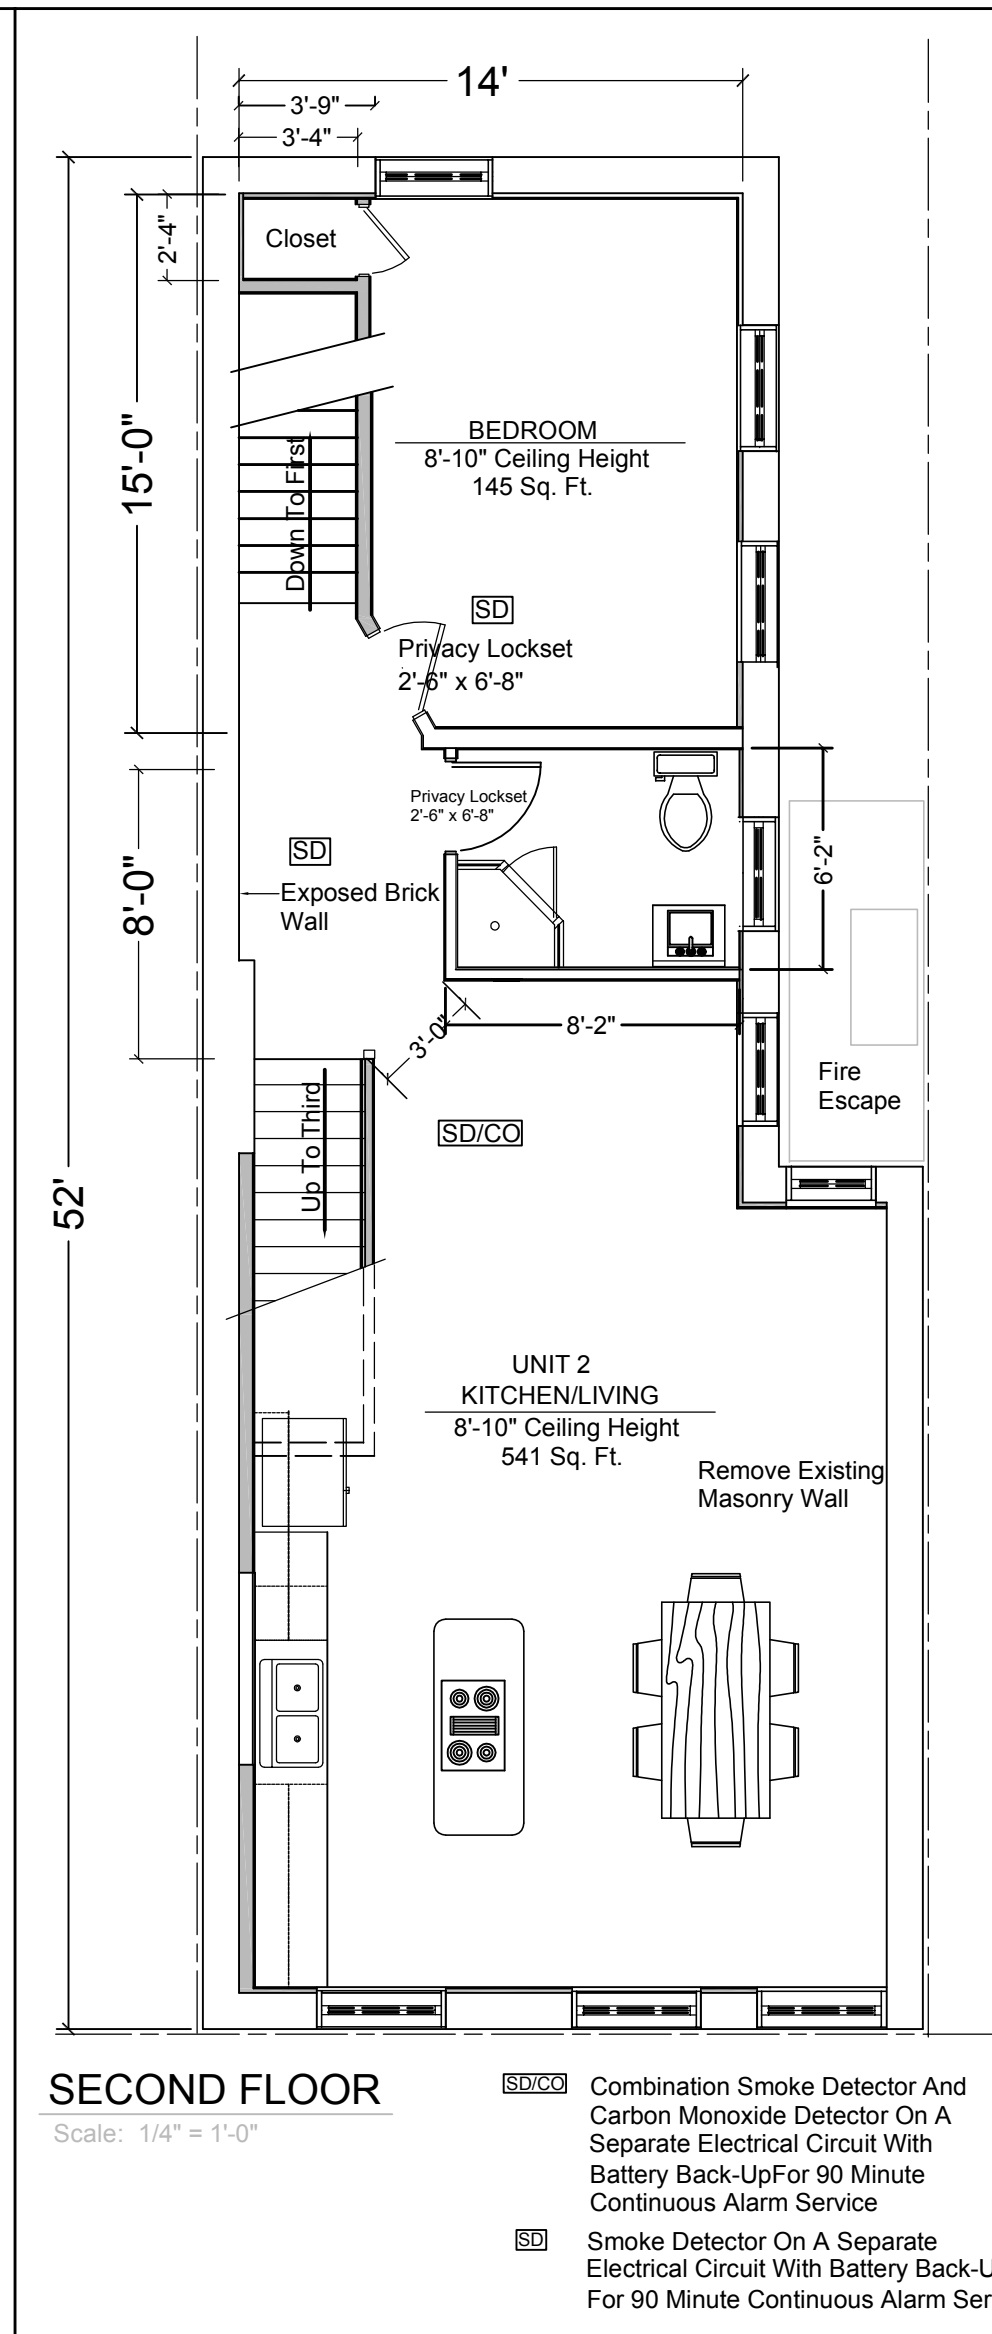 14'
3'-9"
3'-4"
2'-4"
Closet
15'-0"
BEDROOM
8'-10" Ceiling Height
145 Sq. Ft.
Down To First
SD
Privacy Lockset
2'-6" x 6'-8"
Privacy Lockset
2'-6" x 6'-8"
6'-2"
SD
8'-0"
Exposed Brick
Wall
8'-2"
3'-0"
Fire
Escape
SD/CO
Up To Third
52'
UNIT 2
KITCHEN/LIVING
8'-10" Ceiling Height
541 Sq. Ft.
Remove Existing
Masonry Wall
SECOND FLOOR
Scale: 1/4" = 1'-0"
SD/CO Combination Smoke Detector And
Carbon Monoxide Detector On A
Separate Electrical Circuit With
Battery Back-UpFor 90 Minute
Continuous Alarm Service
SD Smoke Detector On A Separate
Electrical Circuit With Battery Back-U
For 90 Minute Continuous Alarm Ser